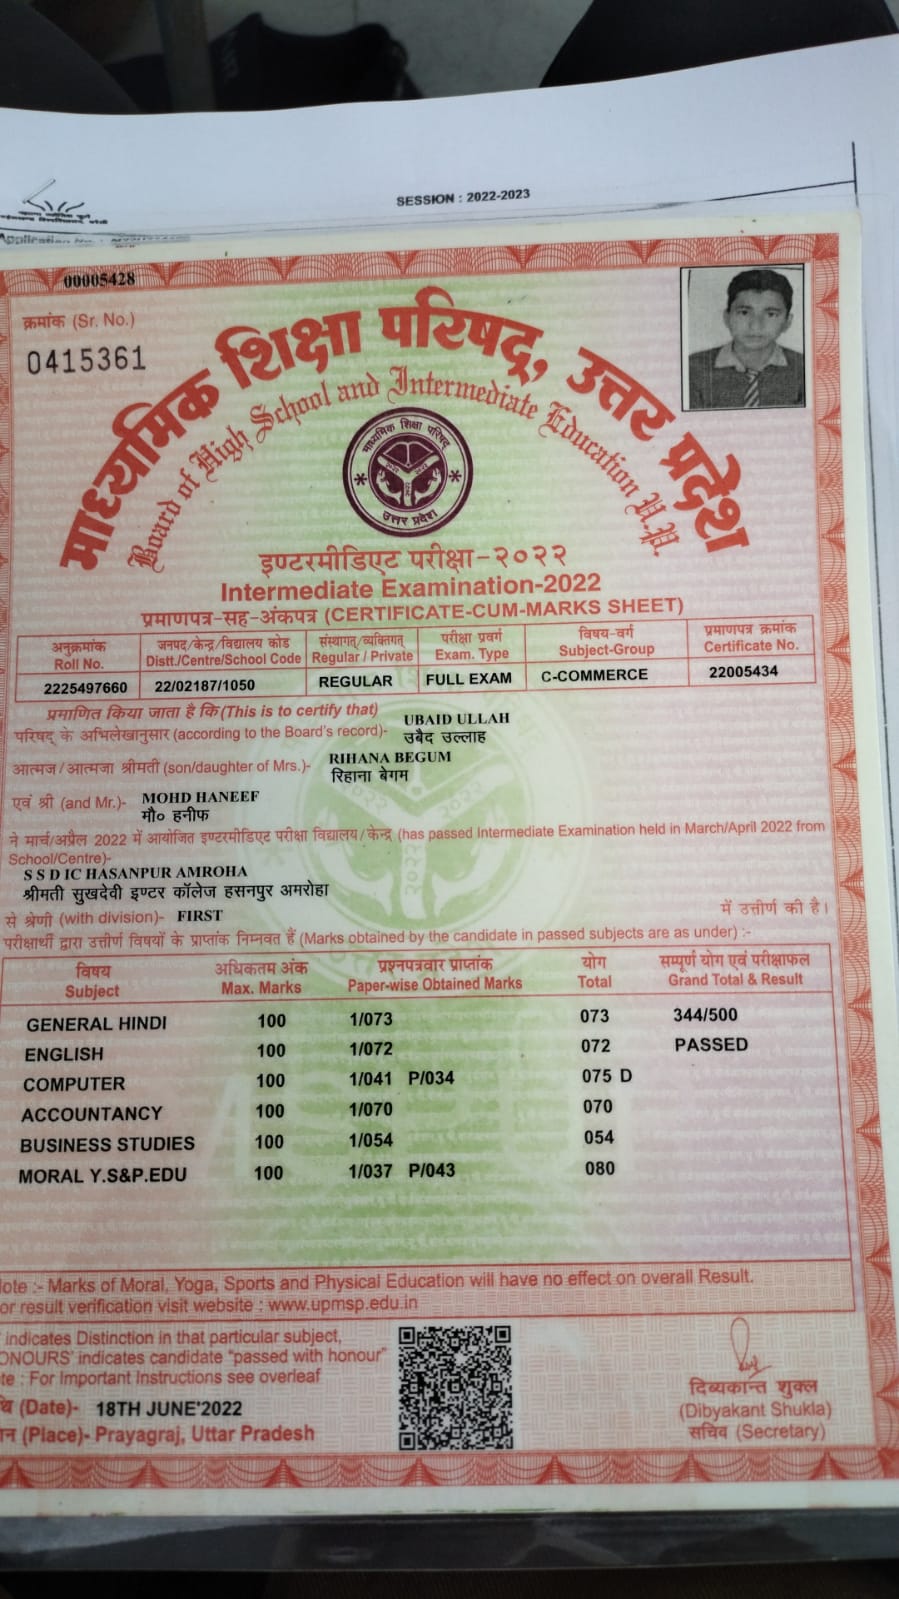 SESSION : 2022-2023
00005428
क्रमांक (Sr. No.)
0415361
माध्यमिक शिक्षा परिषद्, उत्तर प्रदेश
Board of High School and Intermediate Education U.P.
माध्यमिक शिक्षा परिषद्
उत्तर प्रदेश
इण्टरमीडिएट परीक्षा-२०२२
Intermediate Examination-2022
प्रमाणपत्र-सह-अंकपत्र (CERTIFICATE-CUM-MARKS SHEET)
अनुक्रमांक जनपद/केन्द्र/विद्यालय कोड संस्थागत/व्यक्तिगत परीक्षा प्रवर्ग विषय-वर्ग प्रमाणपत्र क्रमांक
Roll No. Distt./Centre/School Code Regular / Private Exam. Type Subject-Group Certificate No.
2225497660 22/02187/1050 REGULAR FULL EXAM C-COMMERCE 22005434
प्रमाणित किया जाता है कि (This is to certify that) UBAID ULLAH
परिषद् के अभिलेखानुसार (according to the Board's record)- उबैद उल्लाह
आत्मज/आत्मजा श्रीमती (son/daughter of Mrs.)- RIHANA BEGUM
रिहाना बेगम
एवं श्री (and Mr.)- MOHD HANEEF
मौ० हनीफ
ने मार्च/अप्रैल 2022 में आयोजित इण्टरमीडिएट परीक्षा विद्यालय/केन्द्र (has passed Intermediate Examination held in March/April 2022 from
School/Centre)-
S S D IC HASANPUR AMROHA
श्रीमती सुखदेवी इण्टर कॉलेज हसनपुर अमरोहा
से श्रेणी (with division)- FIRST में उत्तीर्ण की है।
परीक्षार्थी द्वारा उत्तीर्ण विषयों के प्राप्तांक निम्नवत हैं (Marks obtained by the candidate in passed subjects are as under) :-
विषय अधिकतम अंक प्रश्नपत्रवार प्राप्तांक योग सम्पूर्ण योग एवं परीक्षाफल
Subject Max. Marks Paper-wise Obtained Marks Total Grand Total & Result
GENERAL HINDI 100 1/073 073 344/500
ENGLISH 100 1/072 072 PASSED
COMPUTER 100 1/041 P/034 075 D
ACCOUNTANCY 100 1/070 070
BUSINESS STUDIES 100 1/054 054
MORAL Y.S&P.EDU 100 1/037 P/043 080
ote :- Marks of Moral, Yoga, Sports and Physical Education will have no effect on overall Result.
or result verification visit website : www.upmsp.edu.in
indicates Distinction in that particular subject,
ONOURS' indicates candidate "passed with honour"
te : For Important Instructions see overleaf
थि (Date)- 18TH JUNE'2022
न (Place)- Prayagraj, Uttar Pradesh
दिव्यकान्त शुक्ल
(Dibyakant Shukla)
सचिव (Secretary)